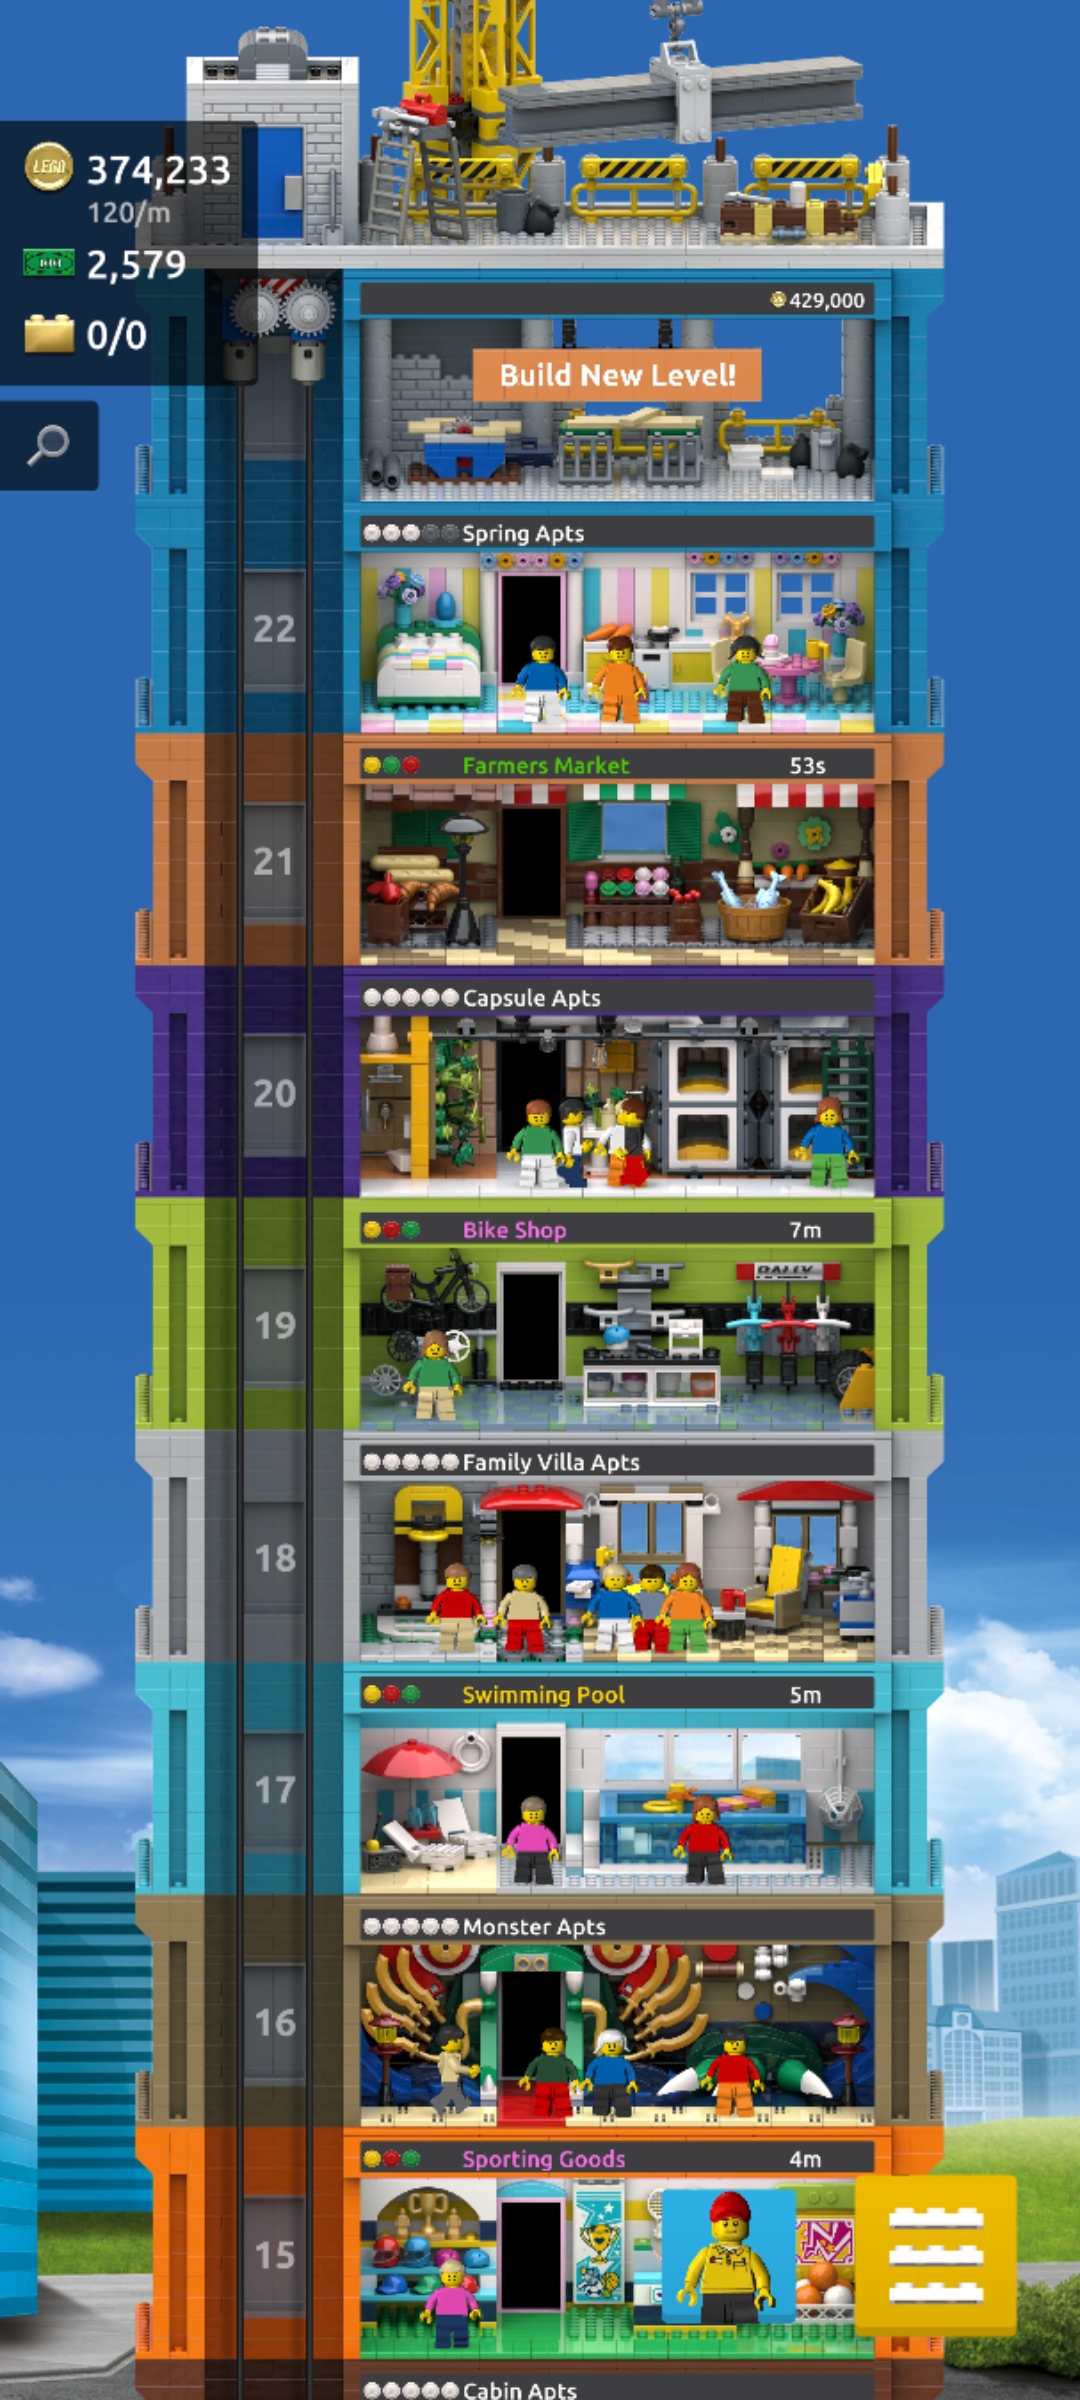 LEGO 374,233
120/m
2,579
0/0
429,000
Build New Level!
Spring Apts
22
Farmers Market 53s
21
Capsule Apts
20
Bike Shop 7m
RALLY
19
Family Villa Apts
18
Swimming Pool 5m
17
Monster Apts
16
Sporting Goods 4m
15
Cabin Apts